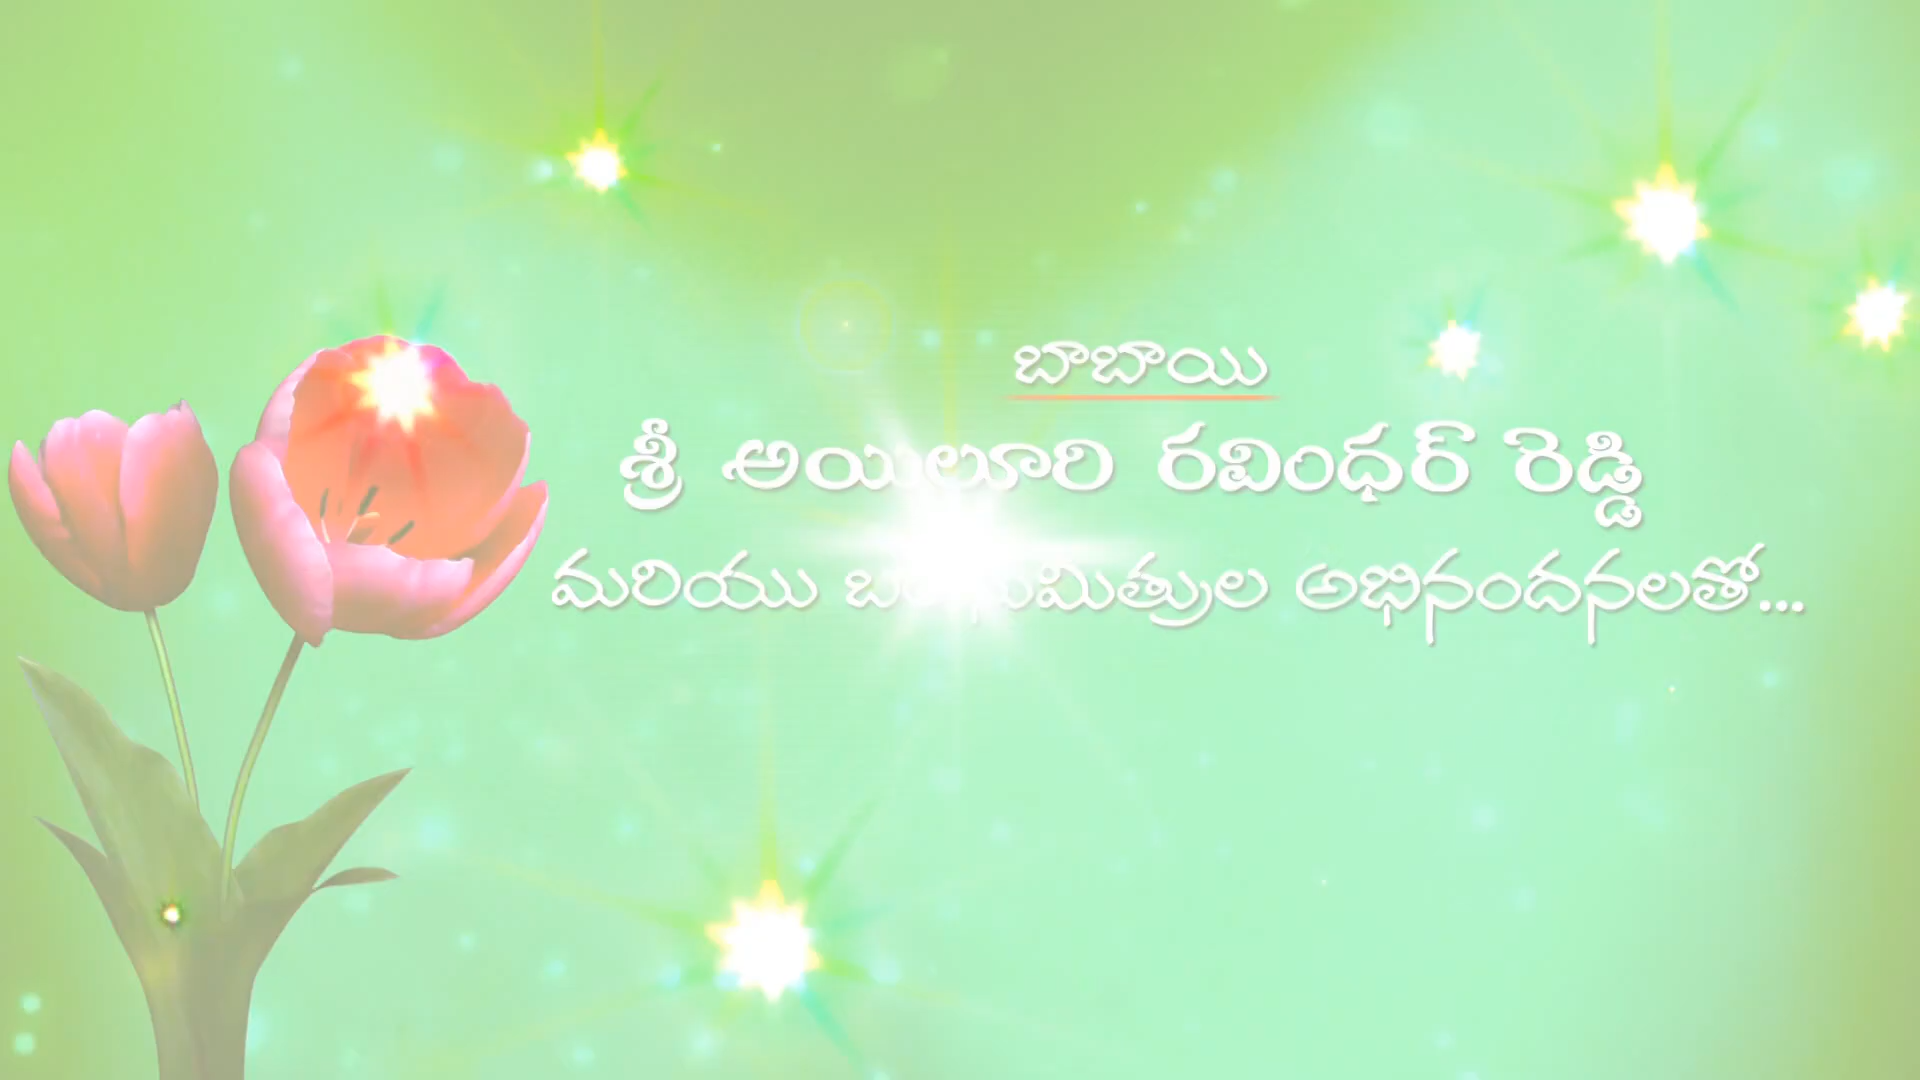 బాబాయి
శ్రీ అయిలూరి రవింధర్ రెడ్డి
మరియు బంధుమిత్రుల అభినందనలతో...